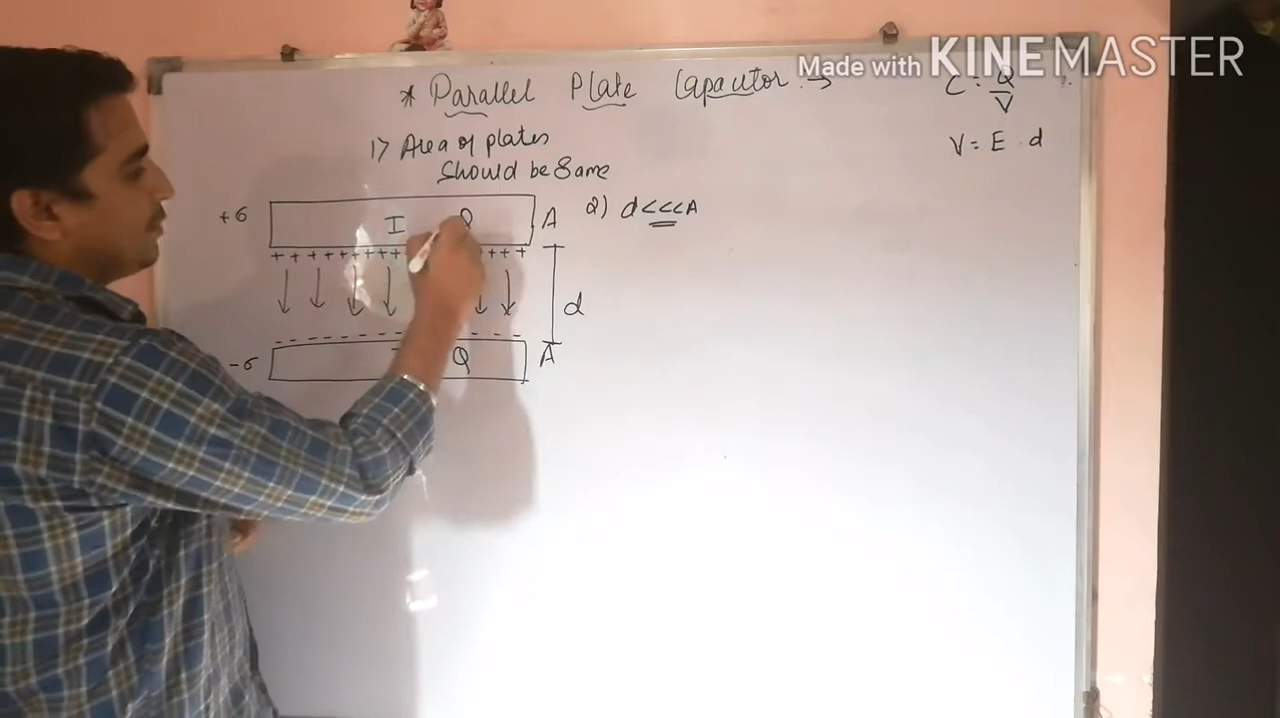 Made with KINEMASTER
* Parallel Plate Capacitor :→
C = Q
V
V = E . d
1) Area of plates
Should be Same
2) d<<<A
+σ
I
Q
A
+ + + + + + + + + + +
d
- - - - - - - - - - - -
-σ
Q
A